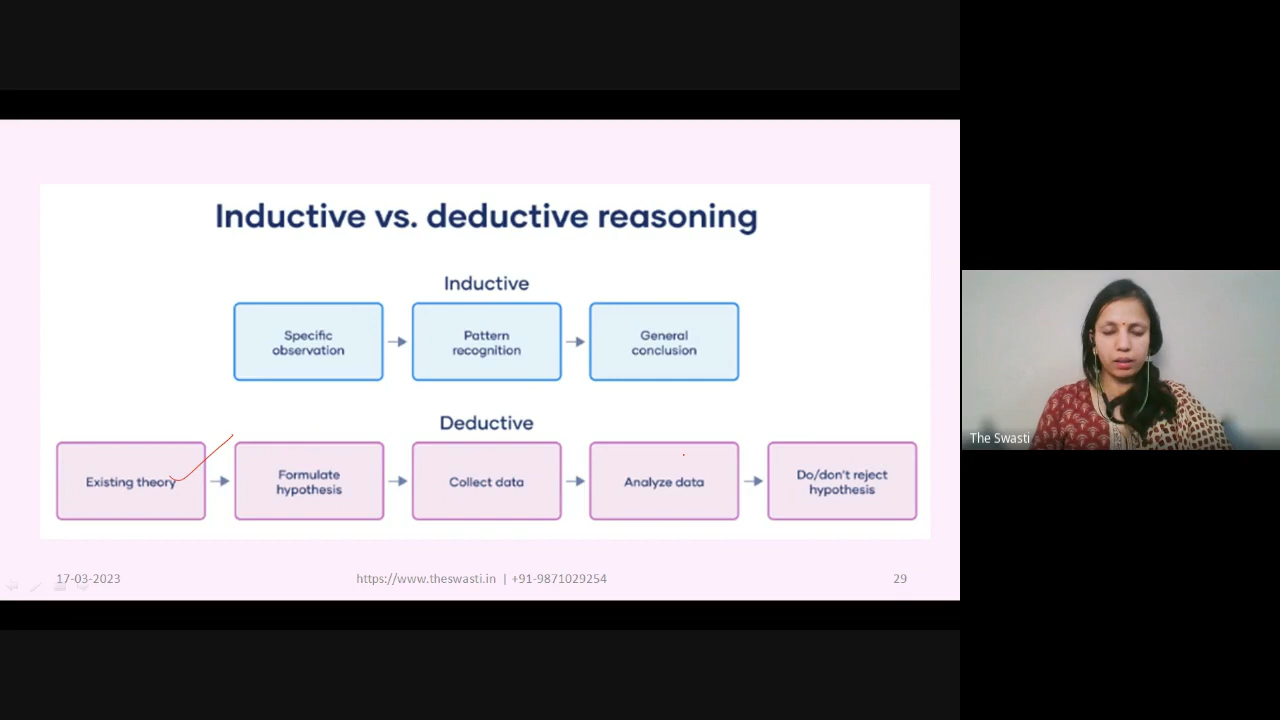 Inductive vs. deductive reasoning
Inductive
Specific
observation
Pattern
recognition
General
conclusion
Deductive
Existing theory
Formulate
hypothesis
Collect data
Analyze data
Do/don't reject
hypothesis
The Swasti
17-03-2023
https://www.theswasti.in | +91-9871029254
29